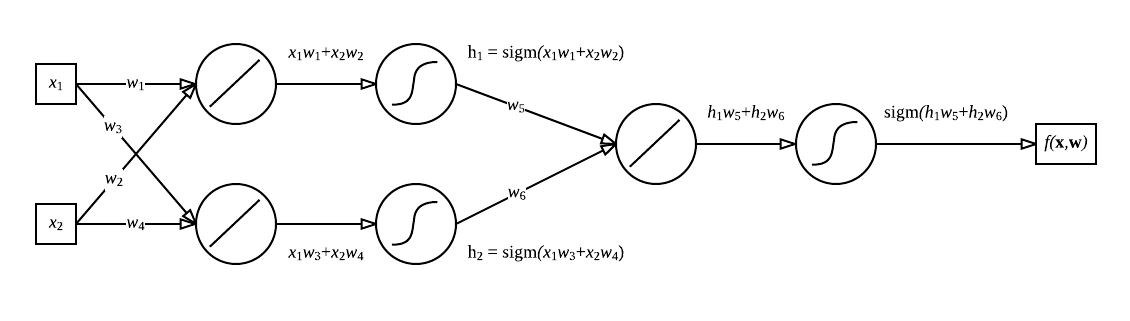 x₁w₁+x₂w₂
h₁ = sigm(x₁w₁+x₂w₂)
x₁
w₁
w₅
w₃
h₁w₅+h₂w₆
sigm(h₁w₅+h₂w₆)
f(x,w)
w₂
w₆
x₂
w₄
x₁w₃+x₂w₄
h₂ = sigm(x₁w₃+x₂w₄)